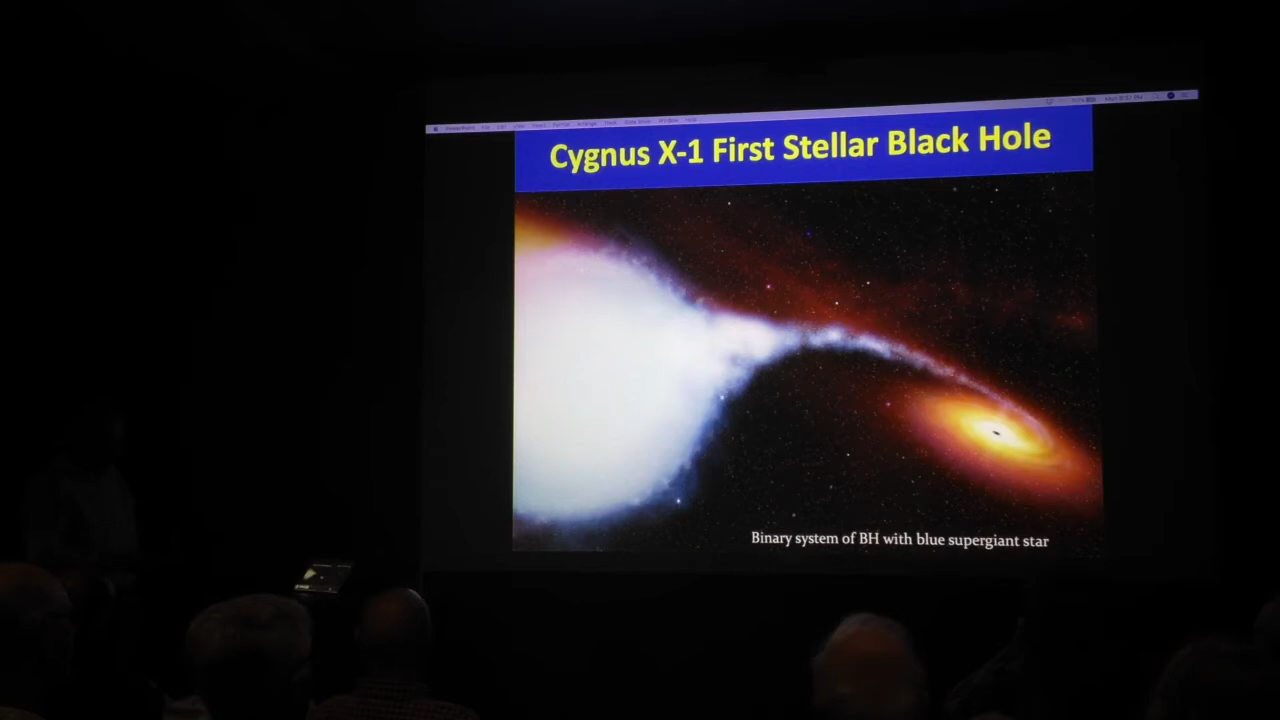 Cygnus X-1 First Stellar Black Hole
Binary system of BH with blue supergiant star